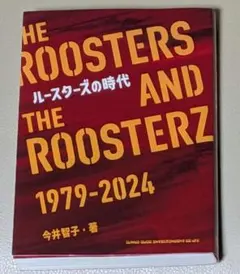 THE
ROOSTERS
ルースターズの時代
AND
THE
ROOSTERZ
1979-2024
今井智子・著